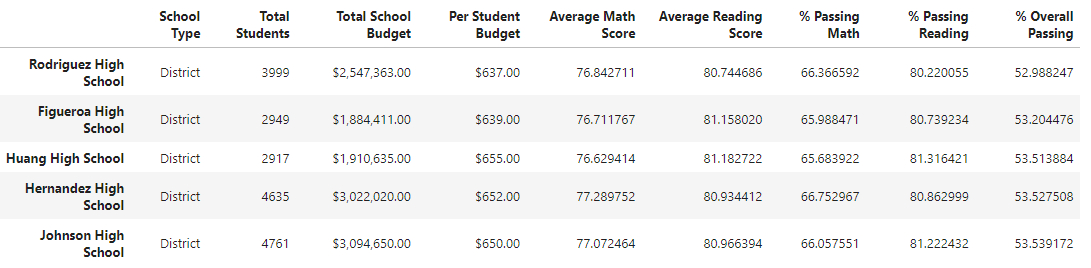 School Type Total Students Total School Budget Per Student Budget Average Math Score Average Reading Score % Passing Math % Passing Reading % Overall Passing
Rodriguez High School District 3999 $2,547,363.00 $637.00 76.842711 80.744686 66.366592 80.220055 52.988247
Figueroa High School District 2949 $1,884,411.00 $639.00 76.711767 81.158020 65.988471 80.739234 53.204476
Huang High School District 2917 $1,910,635.00 $655.00 76.629414 81.182722 65.683922 81.316421 53.513884
Hernandez High School District 4635 $3,022,020.00 $652.00 77.289752 80.934412 66.752967 80.862999 53.527508
Johnson High School District 4761 $3,094,650.00 $650.00 77.072464 80.966394 66.057551 81.222432 53.539172